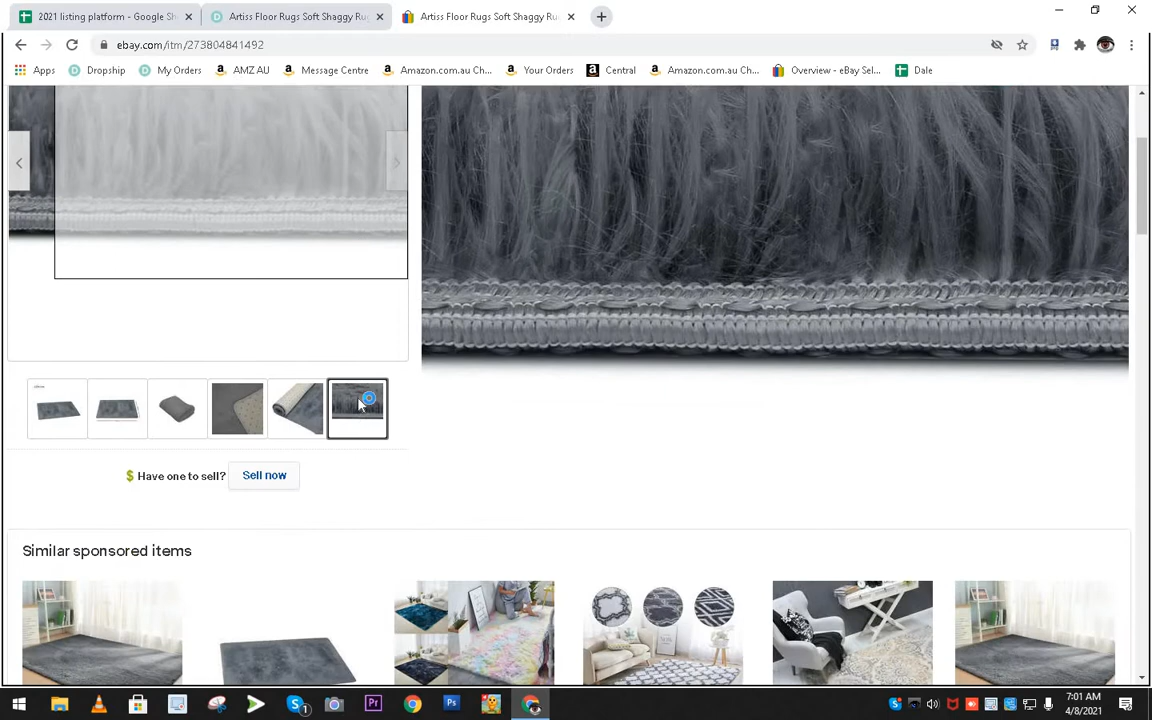 2021 listing platform - Google Sh
Artiss Floor Rugs Soft Shaggy Ru
Artiss Floor Rugs Soft Shaggy Ru
ebay.com/itm/273804841492
Apps
Dropship
My Orders
AMZ AU
Message Centre
Amazon.com.au Ch...
Your Orders
Central
Amazon.com.au Ch...
Overview - eBay Sel...
Dale
$ Have one to sell? Sell now
Similar sponsored items
7:01 AM
4/8/2021